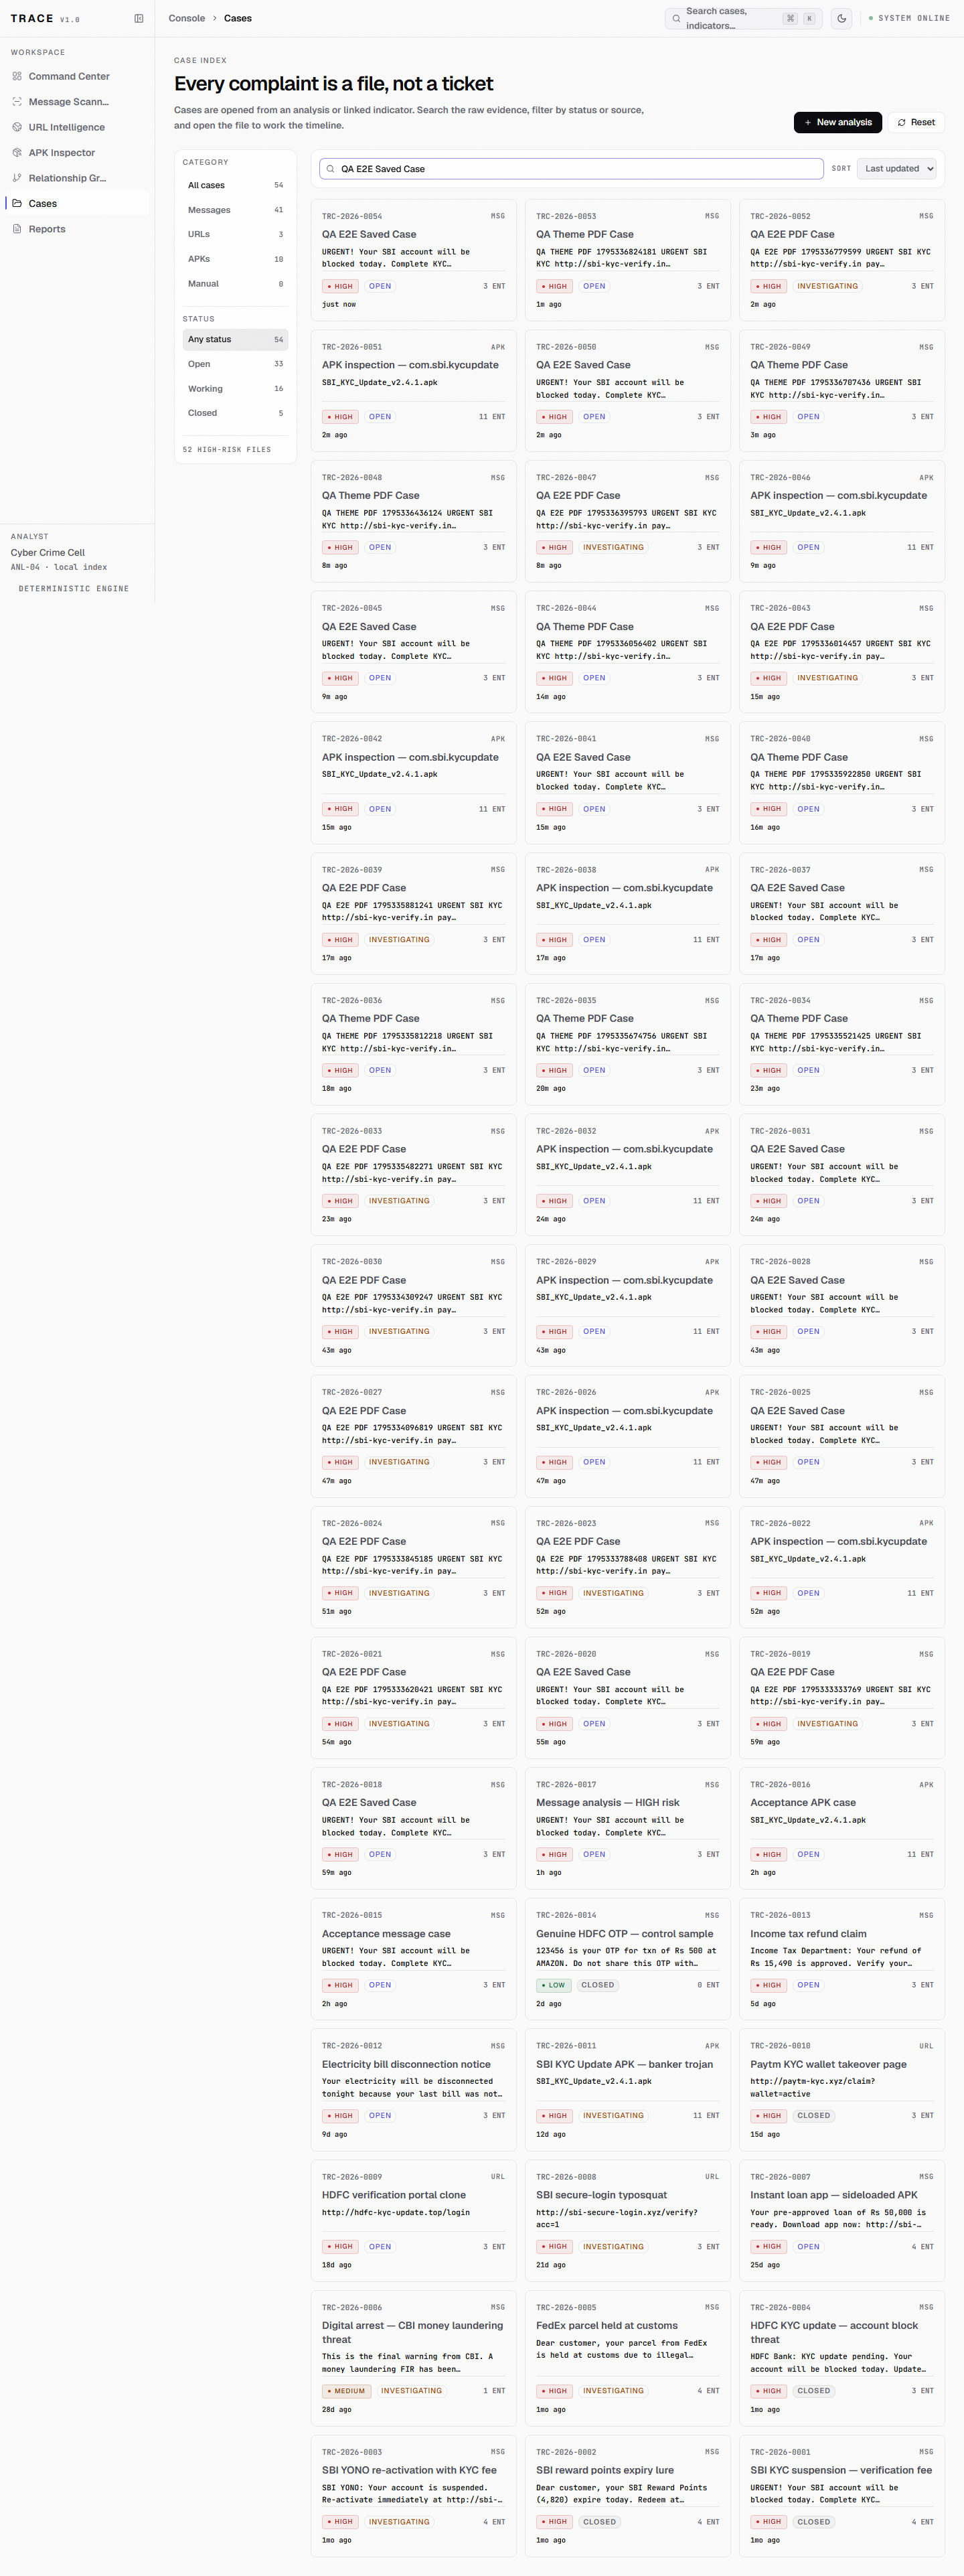 TRACE V1.0
Console > Cases
Search cases, indicators…
⌘ K
SYSTEM ONLINE
WORKSPACE
Command Center
Message Scann…
URL Intelligence
APK Inspector
Relationship Gr…
Cases
Reports
ANALYST
Cyber Crime Cell
ANL-04 · local index
DETERMINISTIC ENGINE
CASE INDEX
Every complaint is a file, not a ticket
Cases are opened from an analysis or linked indicator. Search the raw evidence, filter by status or source,
and open the file to work the timeline.
+ New analysis
Reset
CATEGORY
All cases 54
Messages 41
URLs 3
APKs 10
Manual 0
STATUS
Any status 54
Open 33
Working 16
Closed 5
52 HIGH-RISK FILES
QA E2E Saved Case
SORT Last updated
TRC-2026-0054 MSG
QA E2E Saved Case
URGENT! Your SBI account will be
blocked today. Complete KYC…
HIGH OPEN 3 ENT
just now
TRC-2026-0053 MSG
QA Theme PDF Case
QA THEME PDF 1795336824181 URGENT SBI
KYC http://sbi-kyc-verify.in…
HIGH OPEN 3 ENT
1m ago
TRC-2026-0052 MSG
QA E2E PDF Case
QA E2E PDF 1795336779599 URGENT SBI KYC
http://sbi-kyc-verify.in pay…
HIGH INVESTIGATING 3 ENT
2m ago
TRC-2026-0051 APK
APK inspection — com.sbi.kycupdate
SBI_KYC_Update_v2.4.1.apk
HIGH OPEN 11 ENT
2m ago
TRC-2026-0050 MSG
QA E2E Saved Case
URGENT! Your SBI account will be
blocked today. Complete KYC…
HIGH OPEN 3 ENT
2m ago
TRC-2026-0049 MSG
QA Theme PDF Case
QA THEME PDF 1795336707436 URGENT SBI
KYC http://sbi-kyc-verify.in…
HIGH OPEN 3 ENT
3m ago
TRC-2026-0048 MSG
QA Theme PDF Case
QA THEME PDF 1795336436124 URGENT SBI
KYC http://sbi-kyc-verify.in…
HIGH OPEN 3 ENT
8m ago
TRC-2026-0047 MSG
QA E2E PDF Case
QA E2E PDF 1795336395793 URGENT SBI KYC
http://sbi-kyc-verify.in pay…
HIGH INVESTIGATING 3 ENT
8m ago
TRC-2026-0046 APK
APK inspection — com.sbi.kycupdate
SBI_KYC_Update_v2.4.1.apk
HIGH OPEN 11 ENT
9m ago
TRC-2026-0045 MSG
QA E2E Saved Case
URGENT! Your SBI account will be
blocked today. Complete KYC…
HIGH OPEN 3 ENT
9m ago
TRC-2026-0044 MSG
QA Theme PDF Case
QA THEME PDF 1795336056402 URGENT SBI
KYC http://sbi-kyc-verify.in…
HIGH OPEN 3 ENT
14m ago
TRC-2026-0043 MSG
QA E2E PDF Case
QA E2E PDF 1795336014457 URGENT SBI KYC
http://sbi-kyc-verify.in pay…
HIGH INVESTIGATING 3 ENT
15m ago
TRC-2026-0042 APK
APK inspection — com.sbi.kycupdate
SBI_KYC_Update_v2.4.1.apk
HIGH OPEN 11 ENT
15m ago
TRC-2026-0041 MSG
QA E2E Saved Case
URGENT! Your SBI account will be
blocked today. Complete KYC…
HIGH OPEN 3 ENT
15m ago
TRC-2026-0040 MSG
QA Theme PDF Case
QA THEME PDF 1795335922850 URGENT SBI
KYC http://sbi-kyc-verify.in…
HIGH OPEN 3 ENT
16m ago
TRC-2026-0039 MSG
QA E2E PDF Case
QA E2E PDF 1795335881241 URGENT SBI KYC
http://sbi-kyc-verify.in pay…
HIGH INVESTIGATING 3 ENT
17m ago
TRC-2026-0038 APK
APK inspection — com.sbi.kycupdate
SBI_KYC_Update_v2.4.1.apk
HIGH OPEN 11 ENT
17m ago
TRC-2026-0037 MSG
QA E2E Saved Case
URGENT! Your SBI account will be
blocked today. Complete KYC…
HIGH OPEN 3 ENT
17m ago
TRC-2026-0036 MSG
QA Theme PDF Case
QA THEME PDF 1795335812218 URGENT SBI
KYC http://sbi-kyc-verify.in…
HIGH OPEN 3 ENT
18m ago
TRC-2026-0035 MSG
QA Theme PDF Case
QA THEME PDF 1795335674756 URGENT SBI
KYC http://sbi-kyc-verify.in…
HIGH OPEN 3 ENT
20m ago
TRC-2026-0034 MSG
QA Theme PDF Case
QA THEME PDF 1795335521425 URGENT SBI
KYC http://sbi-kyc-verify.in…
HIGH OPEN 3 ENT
23m ago
TRC-2026-0033 MSG
QA E2E PDF Case
QA E2E PDF 1795335482271 URGENT SBI KYC
http://sbi-kyc-verify.in pay…
HIGH INVESTIGATING 3 ENT
23m ago
TRC-2026-0032 APK
APK inspection — com.sbi.kycupdate
SBI_KYC_Update_v2.4.1.apk
HIGH OPEN 11 ENT
24m ago
TRC-2026-0031 MSG
QA E2E Saved Case
URGENT! Your SBI account will be
blocked today. Complete KYC…
HIGH OPEN 3 ENT
24m ago
TRC-2026-0030 MSG
QA E2E PDF Case
QA E2E PDF 1795334309247 URGENT SBI KYC
http://sbi-kyc-verify.in pay…
HIGH INVESTIGATING 3 ENT
43m ago
TRC-2026-0029 APK
APK inspection — com.sbi.kycupdate
SBI_KYC_Update_v2.4.1.apk
HIGH OPEN 11 ENT
43m ago
TRC-2026-0028 MSG
QA E2E Saved Case
URGENT! Your SBI account will be
blocked today. Complete KYC…
HIGH OPEN 3 ENT
43m ago
TRC-2026-0027 MSG
QA E2E PDF Case
QA E2E PDF 1795334096819 URGENT SBI KYC
http://sbi-kyc-verify.in pay…
HIGH INVESTIGATING 3 ENT
47m ago
TRC-2026-0026 APK
APK inspection — com.sbi.kycupdate
SBI_KYC_Update_v2.4.1.apk
HIGH OPEN 11 ENT
47m ago
TRC-2026-0025 MSG
QA E2E Saved Case
URGENT! Your SBI account will be
blocked today. Complete KYC…
HIGH OPEN 3 ENT
47m ago
TRC-2026-0024 MSG
QA E2E PDF Case
QA E2E PDF 1795333845185 URGENT SBI KYC
http://sbi-kyc-verify.in pay…
HIGH INVESTIGATING 3 ENT
51m ago
TRC-2026-0023 MSG
QA E2E PDF Case
QA E2E PDF 1795333788408 URGENT SBI KYC
http://sbi-kyc-verify.in pay…
HIGH INVESTIGATING 3 ENT
52m ago
TRC-2026-0022 APK
APK inspection — com.sbi.kycupdate
SBI_KYC_Update_v2.4.1.apk
HIGH OPEN 11 ENT
52m ago
TRC-2026-0021 MSG
QA E2E PDF Case
QA E2E PDF 1795333620421 URGENT SBI KYC
http://sbi-kyc-verify.in pay…
HIGH INVESTIGATING 3 ENT
54m ago
TRC-2026-0020 MSG
QA E2E Saved Case
URGENT! Your SBI account will be
blocked today. Complete KYC…
HIGH OPEN 3 ENT
55m ago
TRC-2026-0019 MSG
QA E2E PDF Case
QA E2E PDF 1795333333769 URGENT SBI KYC
http://sbi-kyc-verify.in pay…
HIGH INVESTIGATING 3 ENT
59m ago
TRC-2026-0018 MSG
QA E2E Saved Case
URGENT! Your SBI account will be
blocked today. Complete KYC…
HIGH OPEN 3 ENT
59m ago
TRC-2026-0017 MSG
Message analysis — HIGH risk
URGENT! Your SBI account will be
blocked today. Complete KYC…
HIGH OPEN 3 ENT
1h ago
TRC-2026-0016 APK
Acceptance APK case
SBI_KYC_Update_v2.4.1.apk
HIGH OPEN 11 ENT
2h ago
TRC-2026-0015 MSG
Acceptance message case
URGENT! Your SBI account will be
blocked today. Complete KYC…
HIGH OPEN 3 ENT
2h ago
TRC-2026-0014 MSG
Genuine HDFC OTP — control sample
123456 is your OTP for txn of Rs 500 at
AMAZON. Do not share this OTP with…
LOW CLOSED 0 ENT
2d ago
TRC-2026-0013 MSG
Income tax refund claim
Income Tax Department: Your refund of
Rs 15,490 is approved. Verify your…
HIGH OPEN 3 ENT
5d ago
TRC-2026-0012 MSG
Electricity bill disconnection notice
Your electricity will be disconnected
tonight because your last bill was not…
HIGH OPEN 3 ENT
9d ago
TRC-2026-0011 APK
SBI KYC Update APK — banker trojan
SBI_KYC_Update_v2.4.1.apk
HIGH INVESTIGATING 11 ENT
12d ago
TRC-2026-0010 URL
Paytm KYC wallet takeover page
http://paytm-kyc.xyz/claim?
wallet=active
HIGH CLOSED 3 ENT
15d ago
TRC-2026-0009 URL
HDFC verification portal clone
http://hdfc-kyc-update.top/login
HIGH OPEN 3 ENT
18d ago
TRC-2026-0008 URL
SBI secure-login typosquat
http://sbi-secure-login.xyz/verify?
acc=1
HIGH INVESTIGATING 3 ENT
21d ago
TRC-2026-0007 MSG
Instant loan app — sideloaded APK
Your pre-approved loan of Rs 50,000 is
ready. Download app now: http://sbi-…
HIGH OPEN 4 ENT
25d ago
TRC-2026-0006 MSG
Digital arrest — CBI money laundering
threat
This is the final warning from CBI. A
money laundering FIR has been…
MEDIUM INVESTIGATING 1 ENT
28d ago
TRC-2026-0005 MSG
FedEx parcel held at customs
Dear customer, your parcel from FedEx
is held at customs due to illegal…
HIGH INVESTIGATING 4 ENT
1mo ago
TRC-2026-0004 MSG
HDFC KYC update — account block
threat
HDFC Bank: KYC update pending. Your
account will be blocked today. Update…
HIGH CLOSED 3 ENT
1mo ago
TRC-2026-0003 MSG
SBI YONO re-activation with KYC fee
SBI YONO: Your account is suspended.
Re-activate immediately at http://sbi-…
HIGH INVESTIGATING 4 ENT
1mo ago
TRC-2026-0002 MSG
SBI reward points expiry lure
Dear customer, your SBI Reward Points
(4,820) expire today. Redeem at…
HIGH CLOSED 4 ENT
1mo ago
TRC-2026-0001 MSG
SBI KYC suspension — verification fee
URGENT! Your SBI account will be
blocked today. Complete KYC…
HIGH CLOSED 4 ENT
1mo ago